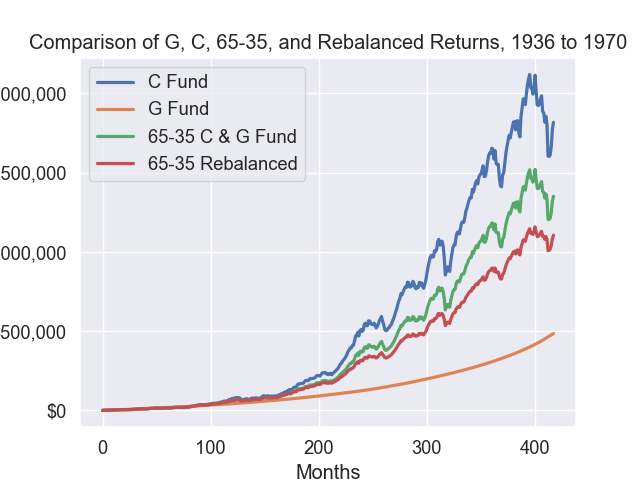 Comparison of G, C, 65-35, and Rebalanced Returns, 1936 to 1970
C Fund
G Fund
65-35 C & G Fund
65-35 Rebalanced
000,000
500,000
000,000
500,000
$0
0 100 200 300 400
Months